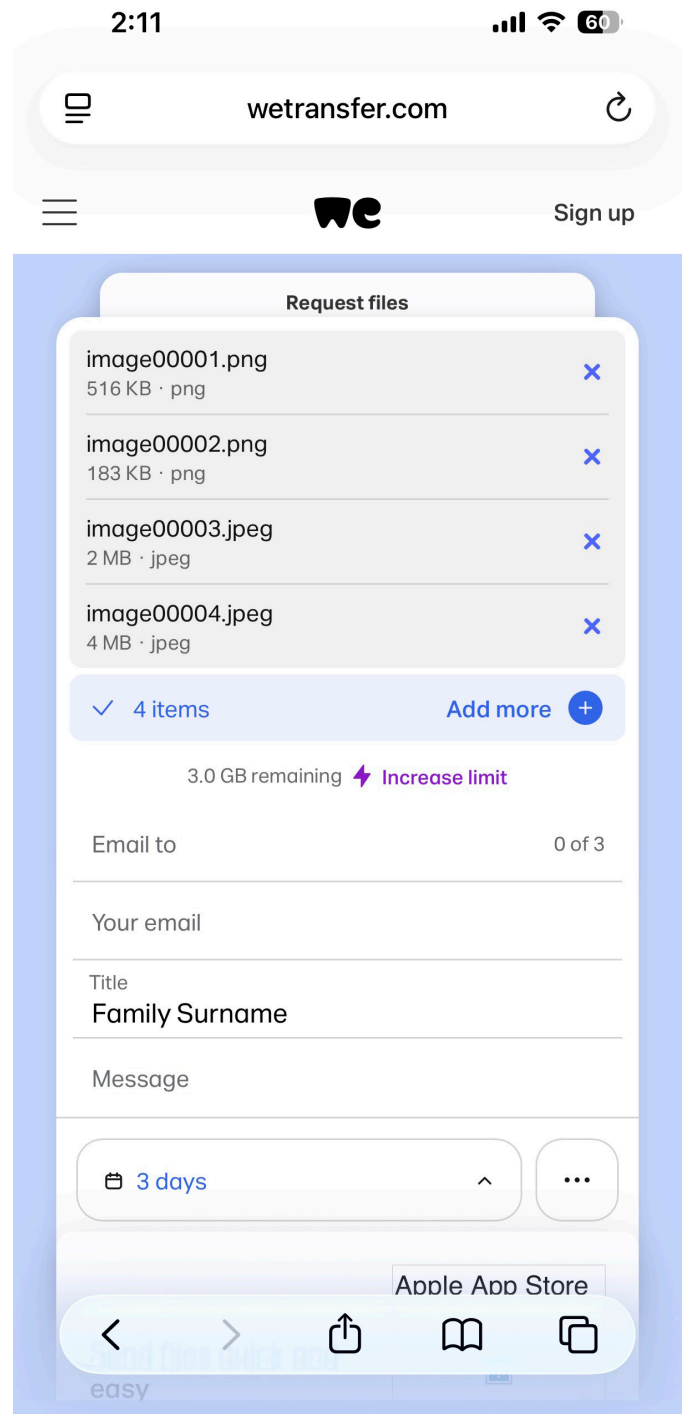 2:11
60
wetransfer.com
we
Sign up
Request files
image00001.png
516 KB · png
image00002.png
183 KB · png
image00003.jpeg
2 MB · jpeg
image00004.jpeg
4 MB · jpeg
4 items
Add more
3.0 GB remaining Increase limit
Email to
0 of 3
Your email
Title
Family Surname
Message
3 days
Apple App Store
easy